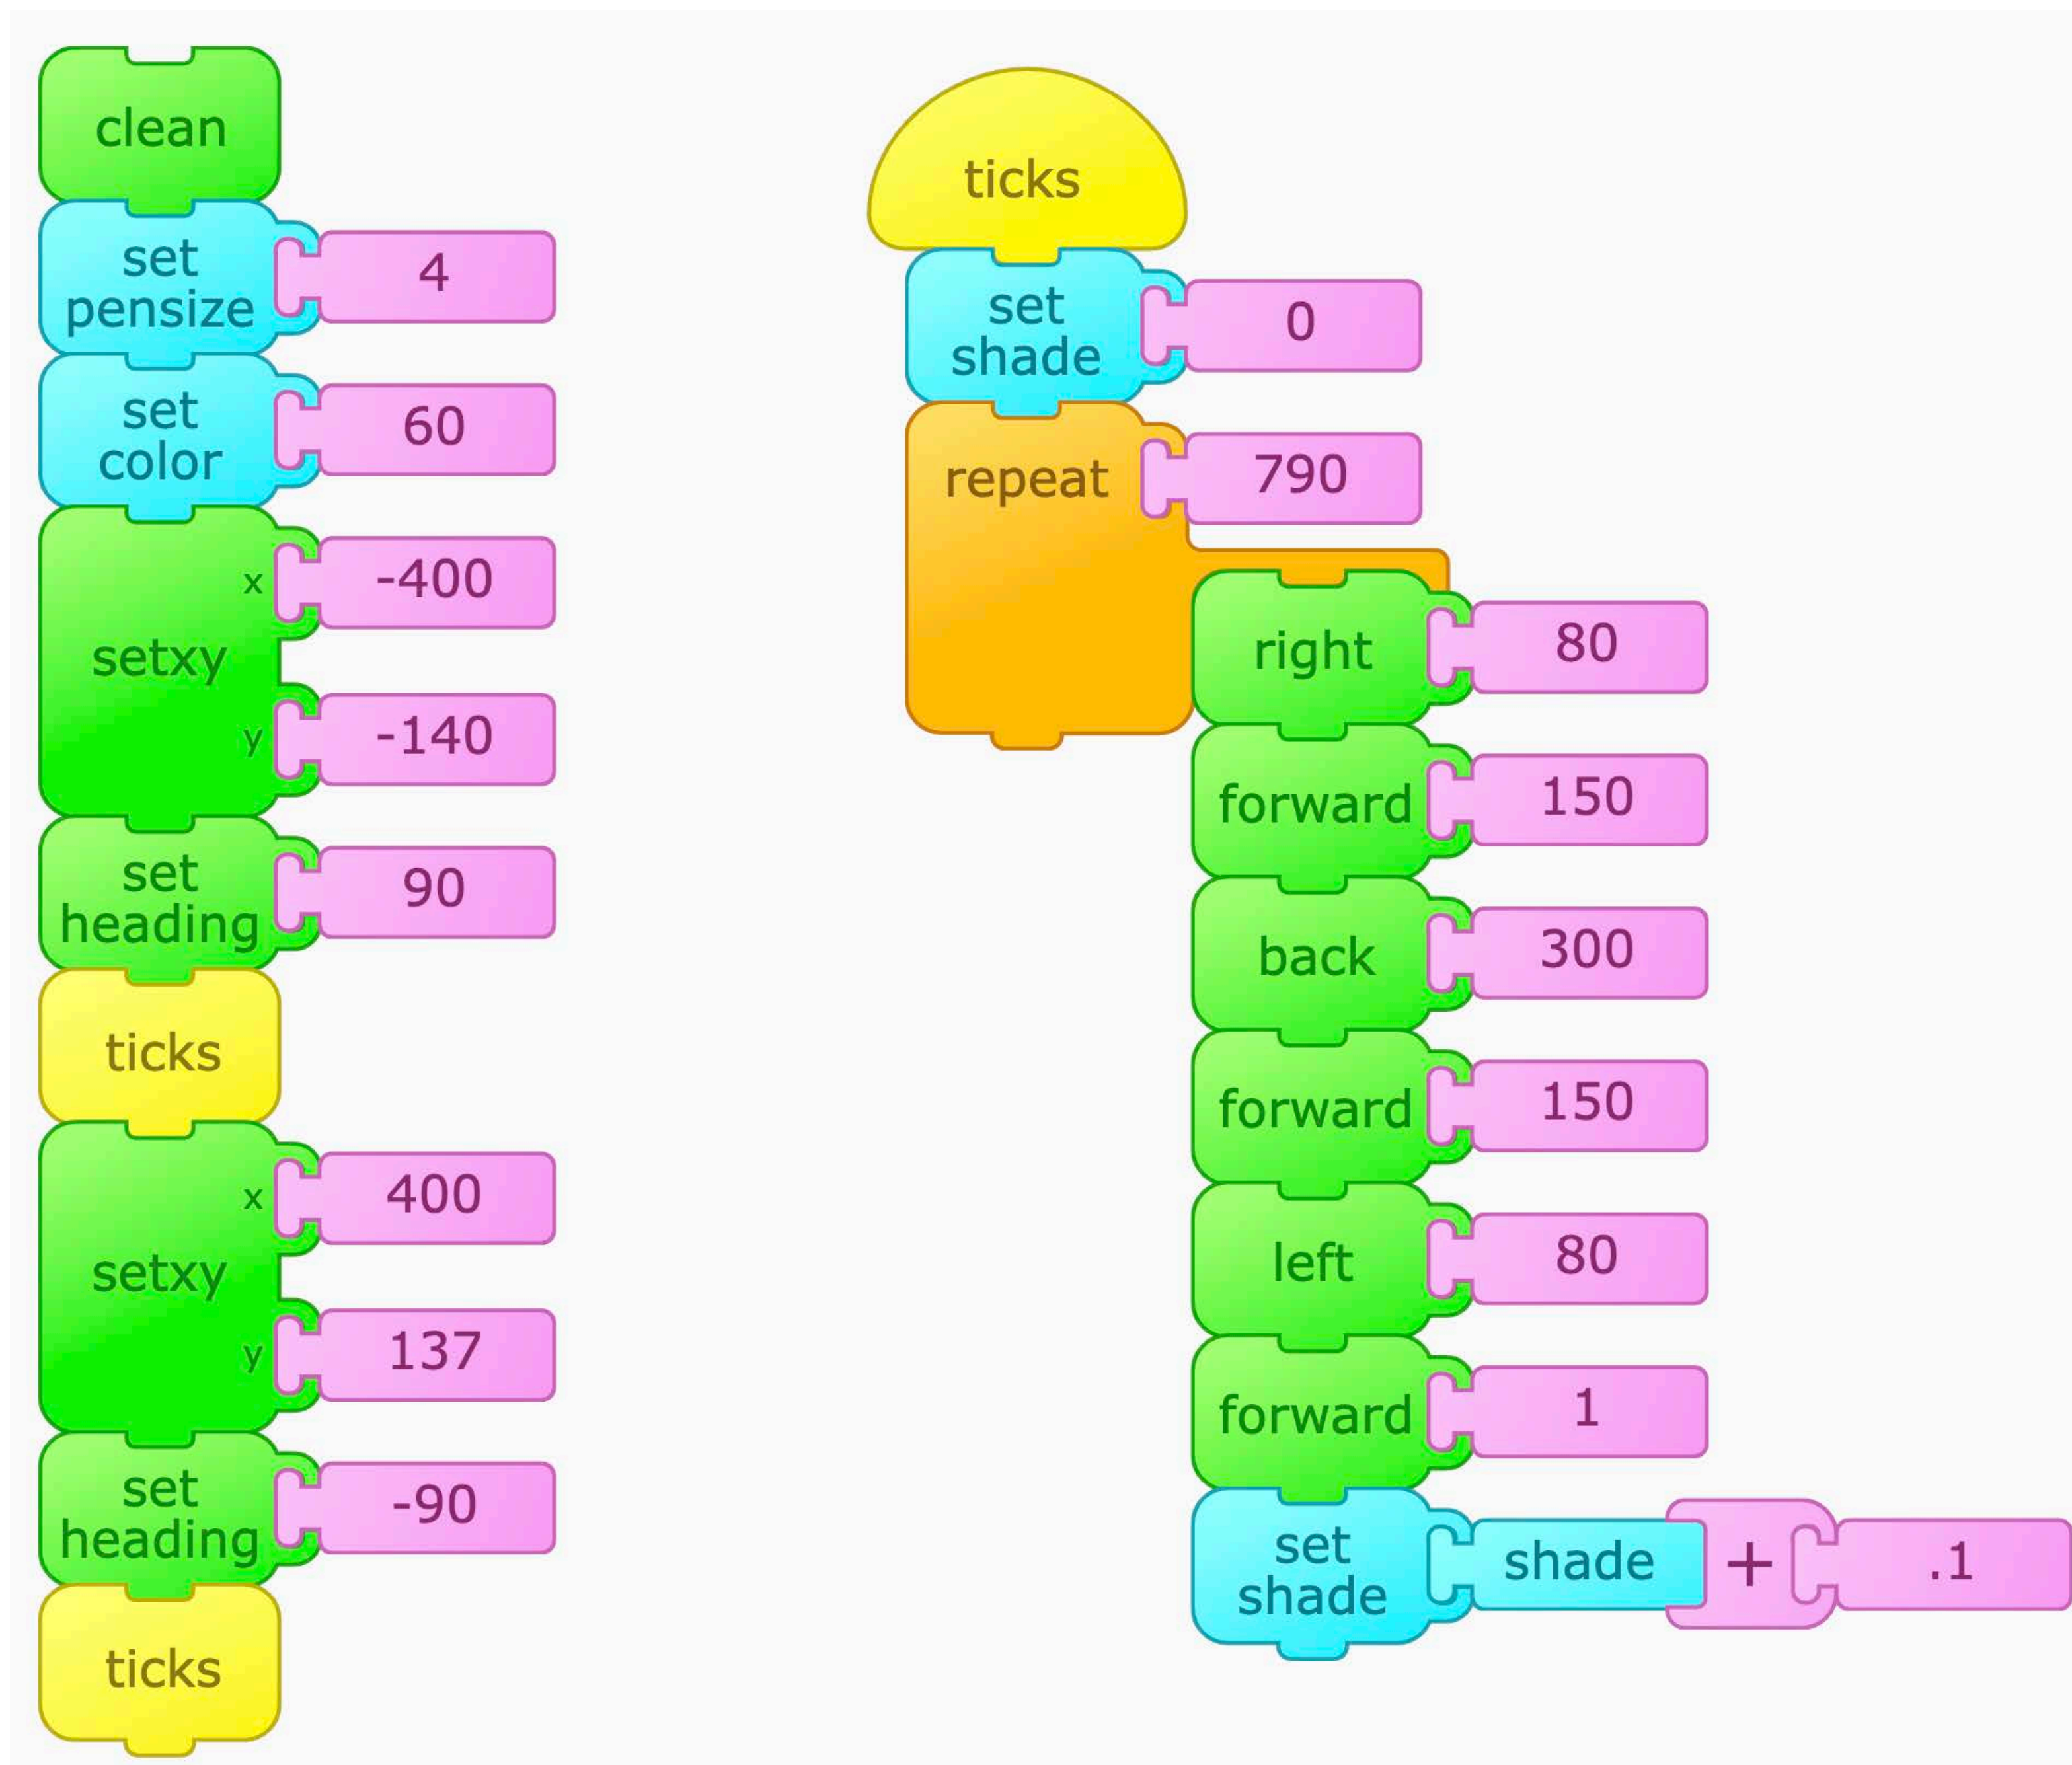 clean
set
pensize
4
set
color
60
x
-400
setxy
y
-140
set
heading
90
ticks
x
400
setxy
y
137
set
heading
-90
ticks
ticks
set
shade
0
repeat
790
right
80
forward
150
back
300
forward
150
left
80
forward
1
set
shade
shade
+
.1